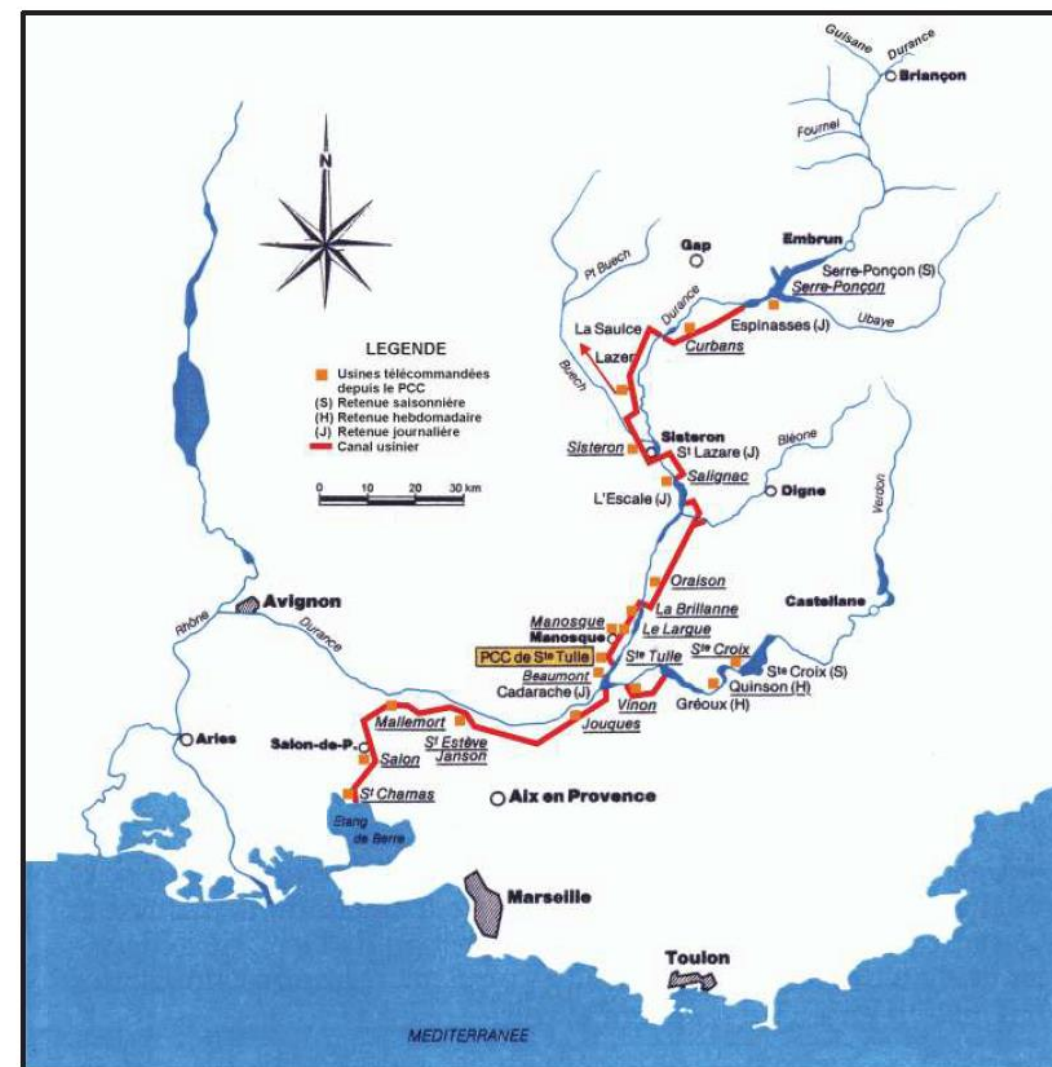 Guisane
Durance
Briançon
Fournel
N
Embrun
Gap
Pt Buech
Serre-Ponçon (S)
Serre-Ponçon
Durance
Ubaye
La Saulce
Espinasses (J)
Curbans
LEGENDE
Usines télécommandées
depuis le PCC
(S) Retenue saisonnière
(H) Retenue hebdomadaire
(J) Retenue journalière
Canal usinier
0 10 20 30 km
Lazer
Buech
Sisteron
Sisteron
St Lazare (J)
Bléone
Salignac
L'Escale (J)
Digne
Verdon
Oraison
Avignon
Rhône
Durance
La Brillanne
Castellane
Manosque
Manosque
Le Largue
PCC de Ste Tulle
Ste Tulle
Ste Croix
Beaumont
Ste Croix (S)
Cadarache (J)
Quinson (H)
Vinon
Gréoux (H)
Mallemort
Jouques
Arles
Salon-de-P.
St Estève
Janson
Salon
St Chamas
Aix en Provence
Etang
de Berre
Marseille
Toulon
MEDITERRANEE